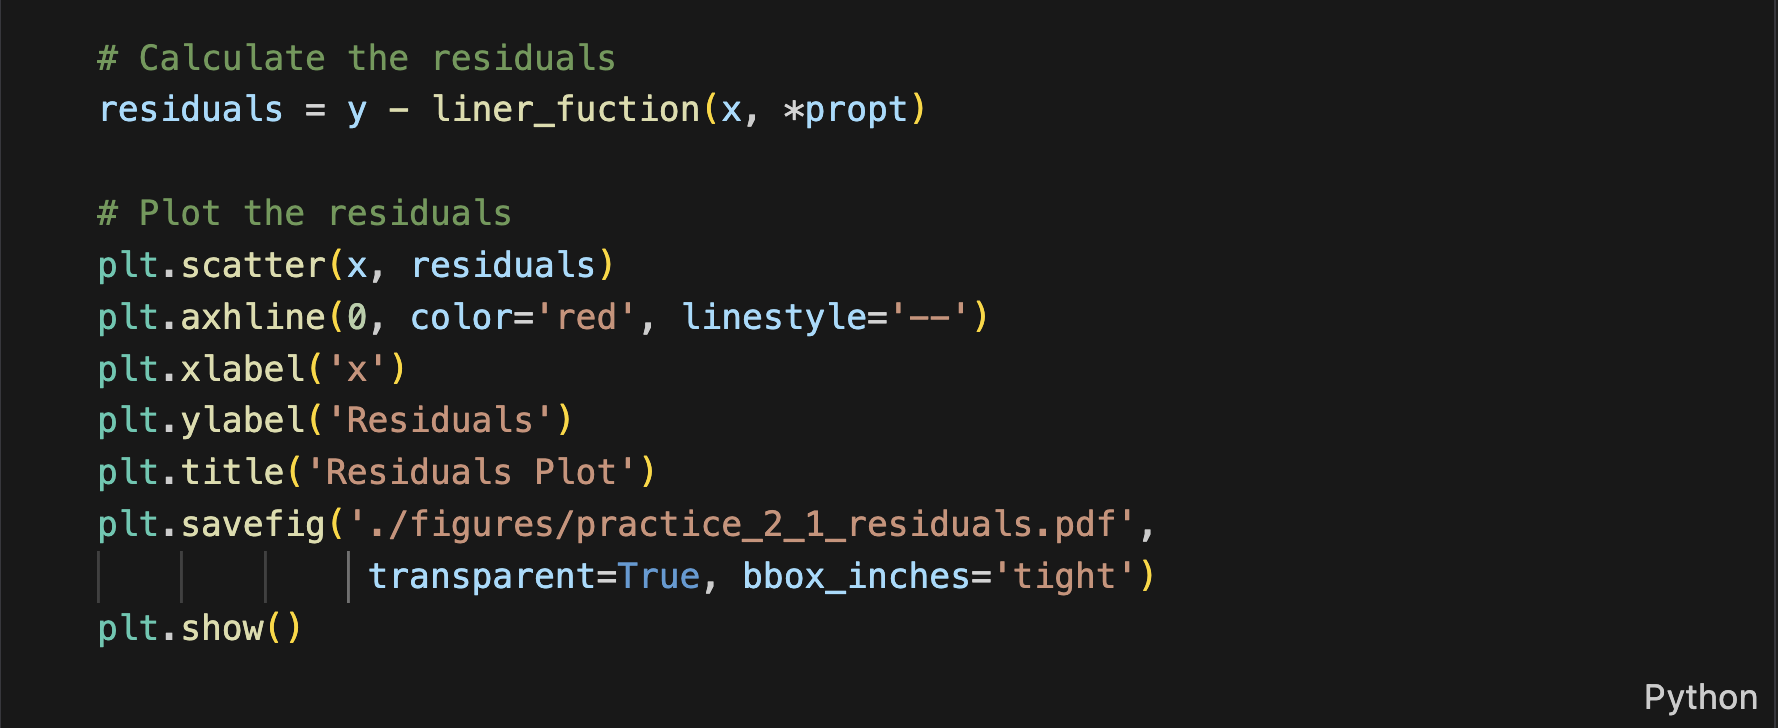 # Calculate the residuals
residuals = y - liner_fuction(x, *propt)
# Plot the residuals
plt.scatter(x, residuals)
plt.axhline(0, color='red', linestyle='--')
plt.xlabel('x')
plt.ylabel('Residuals')
plt.title('Residuals Plot')
plt.savefig('./figures/practice_2_1_residuals.pdf',
transparent=True, bbox_inches='tight')
plt.show()
Python